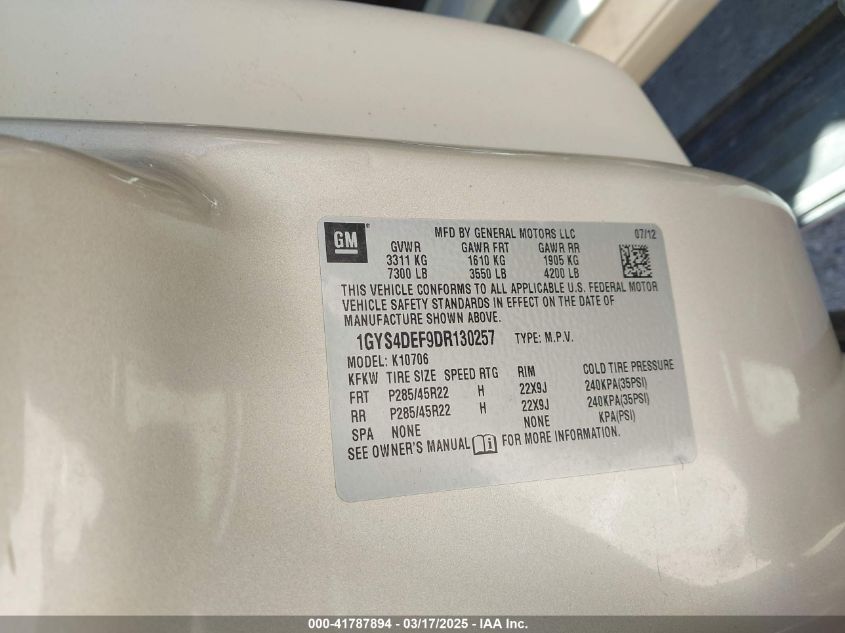 GM®
MFD BY GENERAL MOTORS LLC 07/12
GVWR GAWR FRT GAWR RR
3311 KG 1610 KG 1905 KG
7300 LB 3550 LB 4200 LB
THIS VEHICLE CONFORMS TO ALL APPLICABLE U.S. FEDERAL MOTOR
VEHICLE SAFETY STANDARDS IN EFFECT ON THE DATE OF
MANUFACTURE SHOWN ABOVE.
1GYS4DEF9DR130257 TYPE: M.P.V.
MODEL: K10706
KFKW TIRE SIZE SPEED RTG RIM COLD TIRE PRESSURE
FRT P285/45R22 H 22X9J 240KPA(35PSI)
RR P285/45R22 H 22X9J 240KPA(35PSI)
SPA NONE NONE KPA(PSI)
SEE OWNER'S MANUAL FOR MORE INFORMATION.
000-41787894 - 03/17/2025 - IAA Inc.